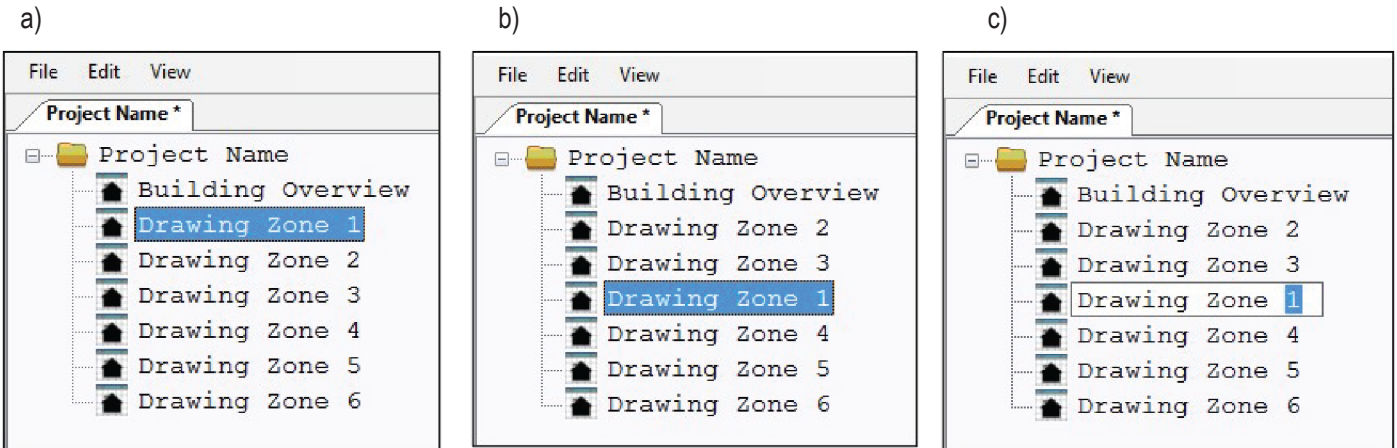 a)
File Edit View
Project Name *
Project Name
Building Overview
Drawing Zone 1
Drawing Zone 2
Drawing Zone 3
Drawing Zone 4
Drawing Zone 5
Drawing Zone 6
b)
File Edit View
Project Name *
Project Name
Building Overview
Drawing Zone 2
Drawing Zone 3
Drawing Zone 1
Drawing Zone 4
Drawing Zone 5
Drawing Zone 6
c)
File Edit View
Project Name *
Project Name
Building Overview
Drawing Zone 2
Drawing Zone 3
Drawing Zone 1
Drawing Zone 4
Drawing Zone 5
Drawing Zone 6